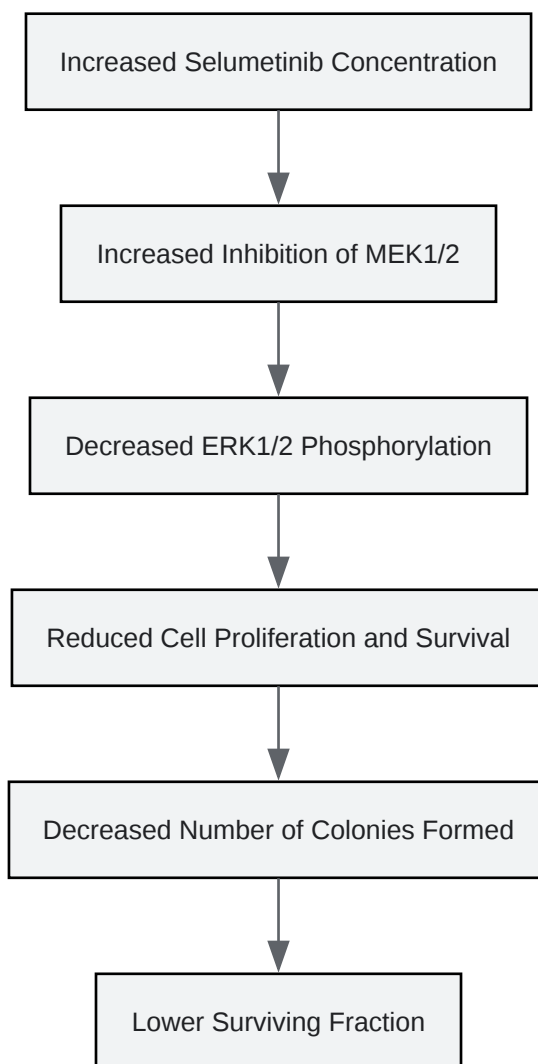 Increased Selumetinib Concentration
Increased Inhibition of MEK1/2
Decreased ERK1/2 Phosphorylation
Reduced Cell Proliferation and Survival
Decreased Number of Colonies Formed
Lower Surviving Fraction